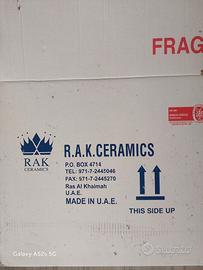 FRAG
RAK
CERAMICS
R.A.K.CERAMICS
P.O. BOX 4714
TEL: 971-7-2445046
FAX: 971-7-2445270
Ras Al Khaimah
U.A.E.
MADE IN U.A.E.
THIS SIDE UP
Galaxy A52s 5G
subito